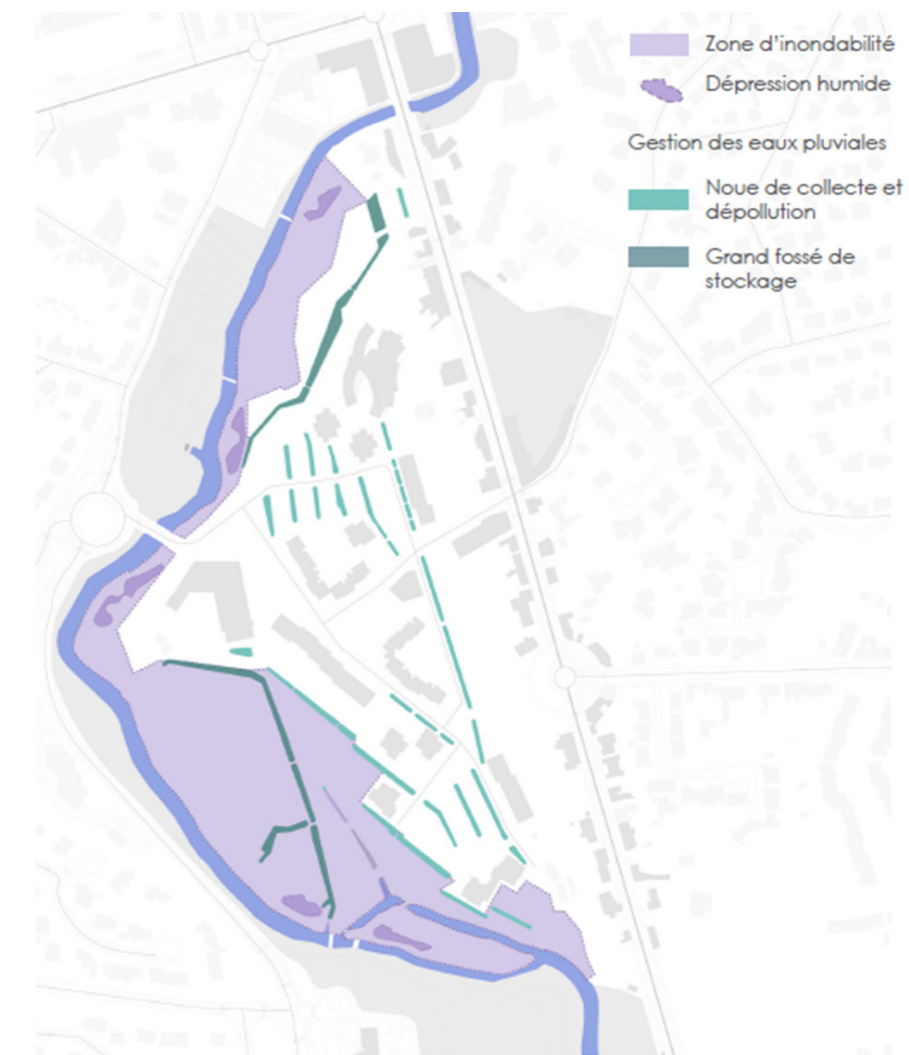 Zone d'inondabilité
Dépression humide
Gestion des eaux pluviales
Noue de collecte et
dépollution
Grand fossé de
stockage